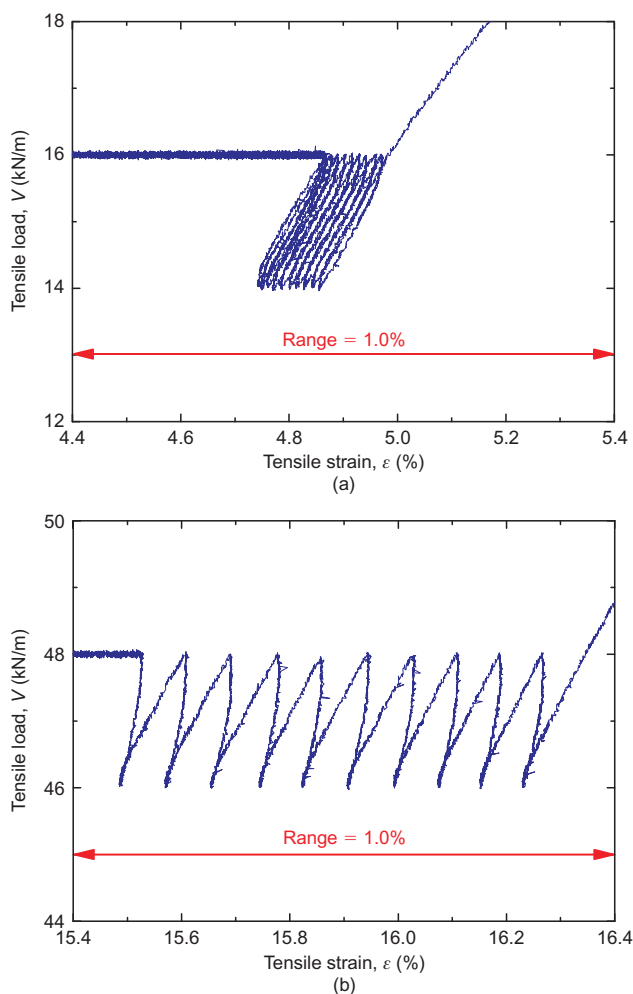 18
16
14
12
Tensile load, V (kN/m)
Range = 1.0%
4.4 4.6 4.8 5.0 5.2 5.4
Tensile strain, ε (%)
(a)
50
48
46
44
Tensile load, V (kN/m)
Range = 1.0%
15.4 15.6 15.8 16.0 16.2 16.4
Tensile strain, ε (%)
(b)